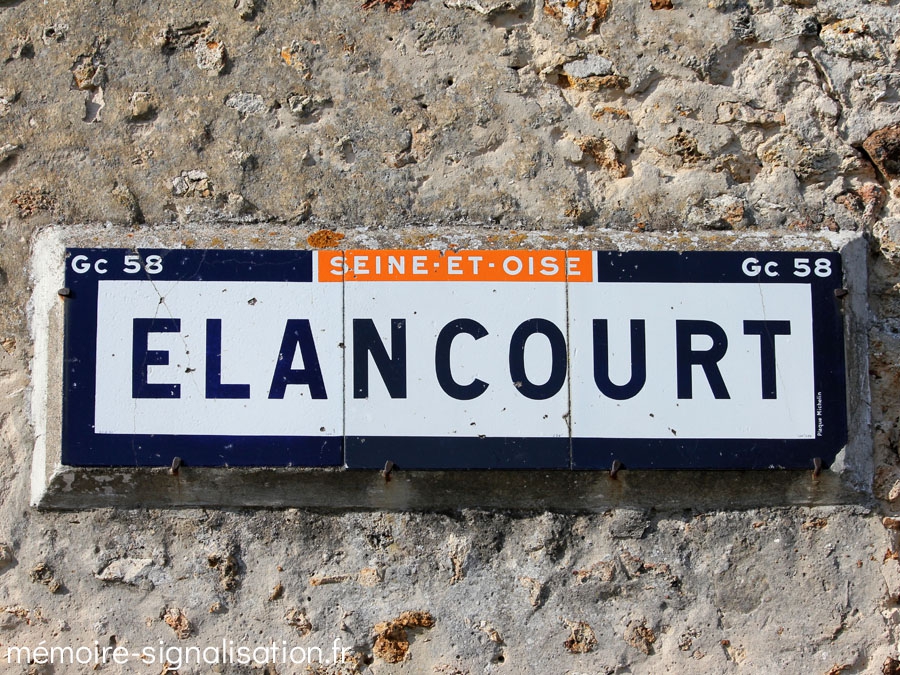 Gc 58 SEINE-ET-OISE Gc 58
ELANCOURT
Plaque Michelin
mémoire-signalisation.fr